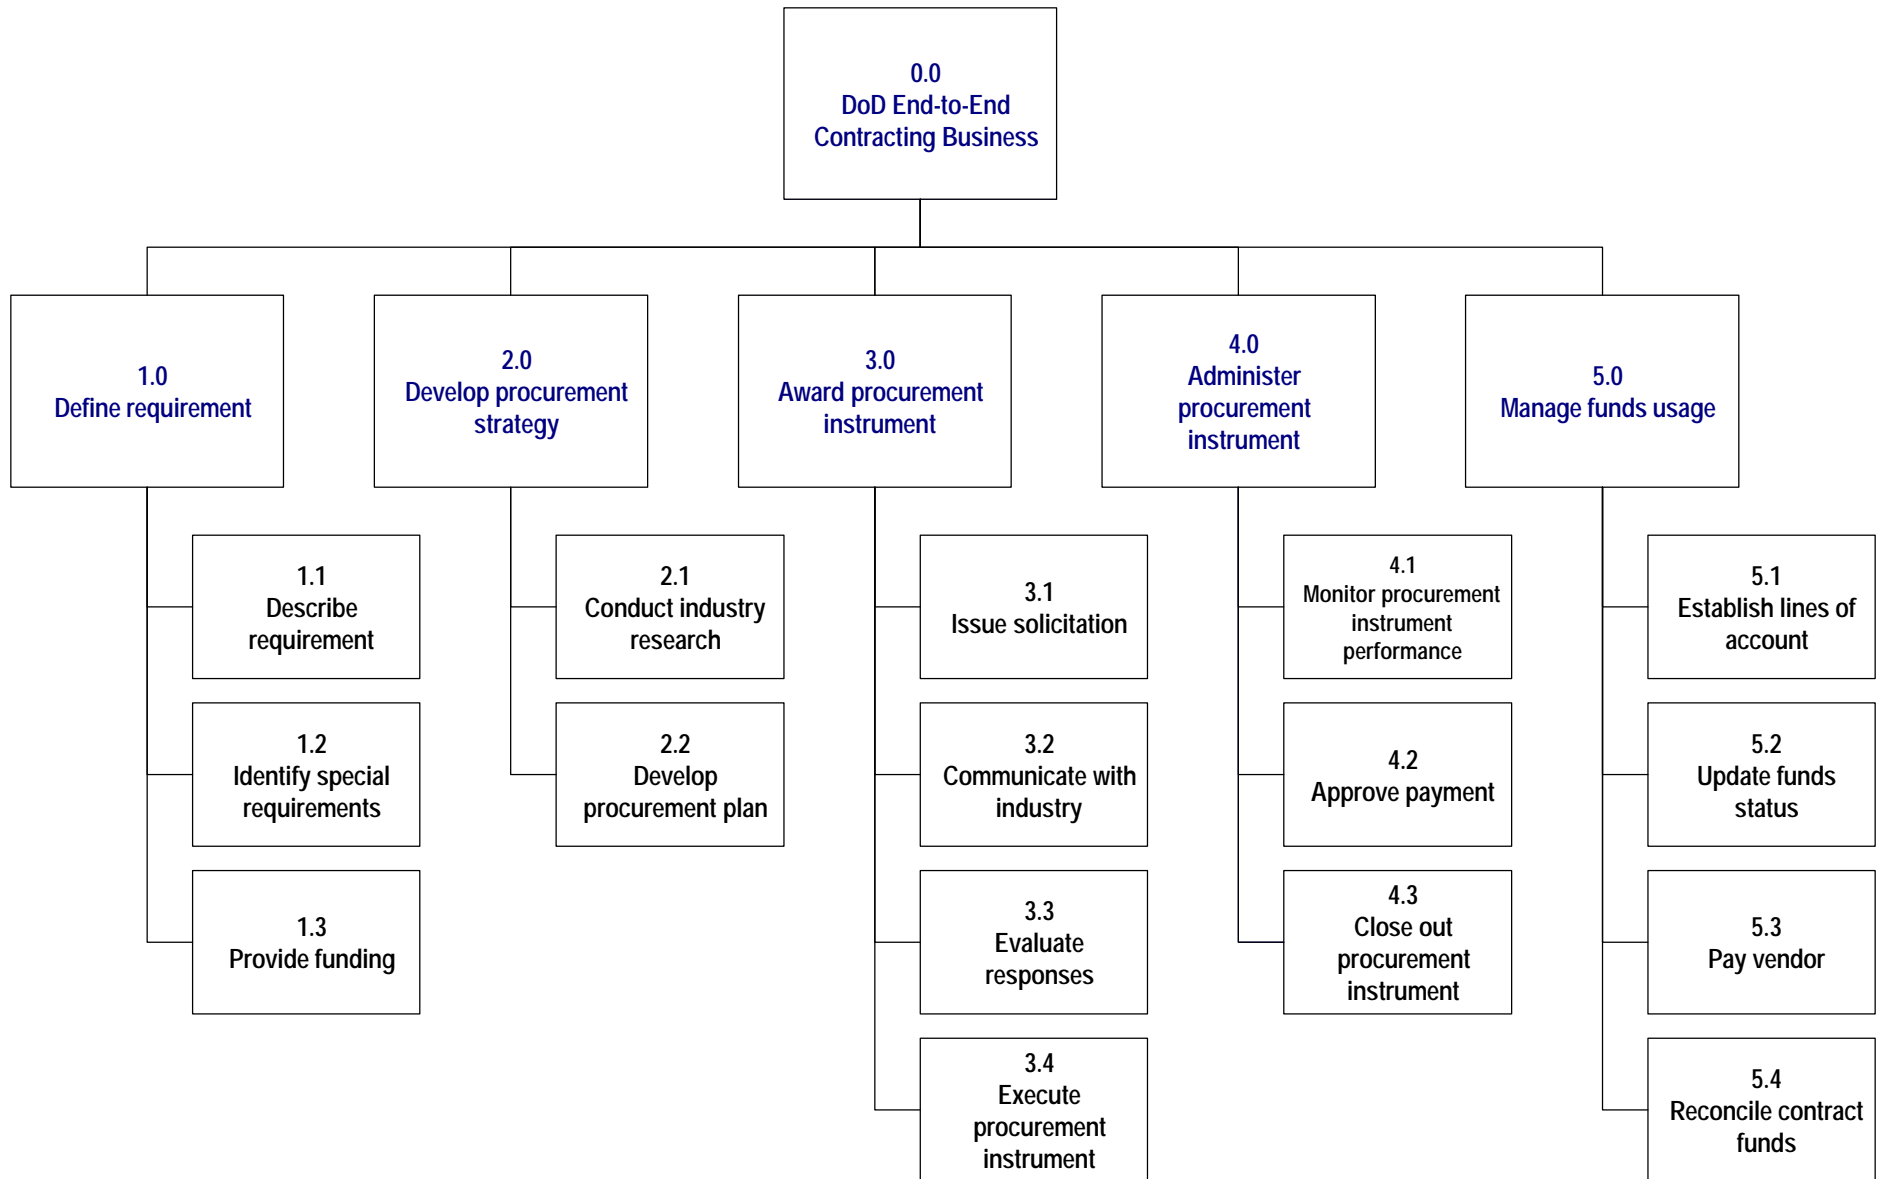 0.0
DoD End-to-End
Contracting Business
1.0
Define requirement
2.0
Develop procurement
strategy
3.0
Award procurement
instrument
4.0
Administer
procurement
instrument
5.0
Manage funds usage
1.1
Describe
requirement
1.2
Identify special
requirements
1.3
Provide funding
2.1
Conduct industry
research
2.2
Develop
procurement plan
3.1
Issue solicitation
3.2
Communicate with
industry
3.3
Evaluate
responses
3.4
Execute
procurement
instrument
4.1
Monitor procurement
instrument
performance
4.2
Approve payment
4.3
Close out
procurement
instrument
5.1
Establish lines of
account
5.2
Update funds
status
5.3
Pay vendor
5.4
Reconcile contract
funds